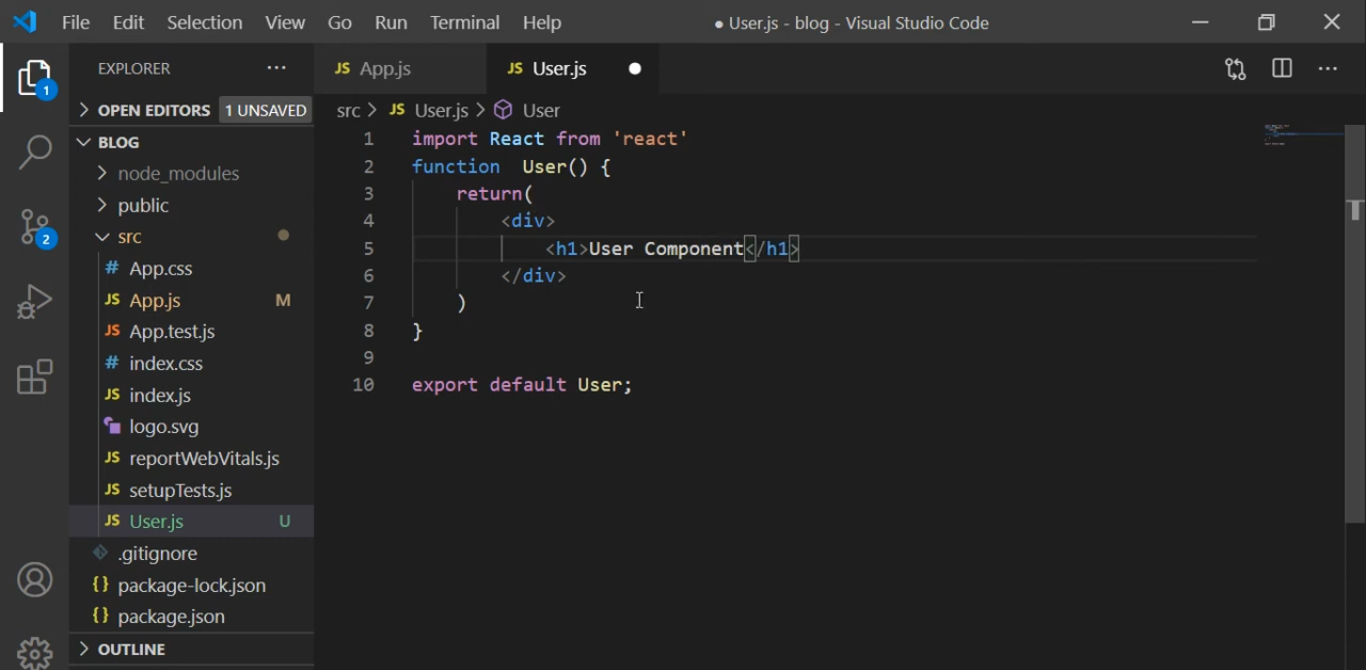 File Edit Selection View Go Run Terminal Help ● User.js - blog - Visual Studio Code
EXPLORER ···
JS App.js JS User.js ●
1
> OPEN EDITORS 1 UNSAVED
src > JS User.js > User
BLOG
> node_modules
> public
src
# App.css
JS App.js M
JS App.test.js
# index.css
JS index.js
logo.svg
JS reportWebVitals.js
JS setupTests.js
JS User.js U
.gitignore
{} package-lock.json
{} package.json
> OUTLINE
2
1 import React from 'react'
2 function  User() {
3     return(
4         <div>
5             <h1>User Component</h1>
6         </div>
7     )
8 }
9
10 export default User;